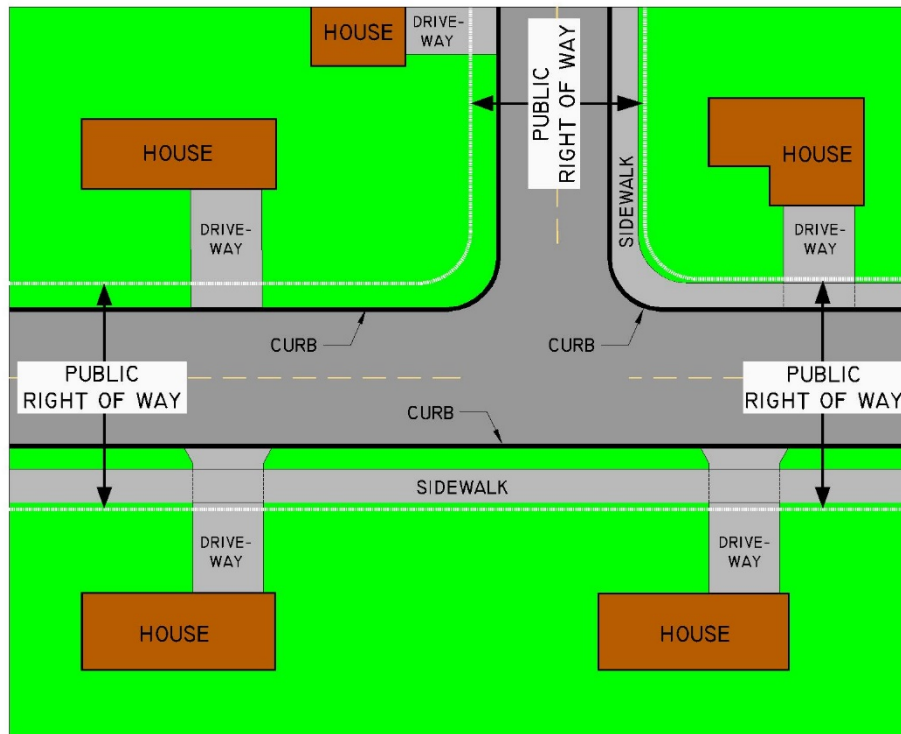 HOUSE
DRIVE-
WAY
PUBLIC
RIGHT OF WAY
HOUSE
HOUSE
SIDEWALK
DRIVE-
WAY
DRIVE-
WAY
CURB
CURB
PUBLIC
RIGHT OF WAY
PUBLIC
RIGHT OF WAY
CURB
SIDEWALK
DRIVE-
WAY
DRIVE-
WAY
HOUSE
HOUSE